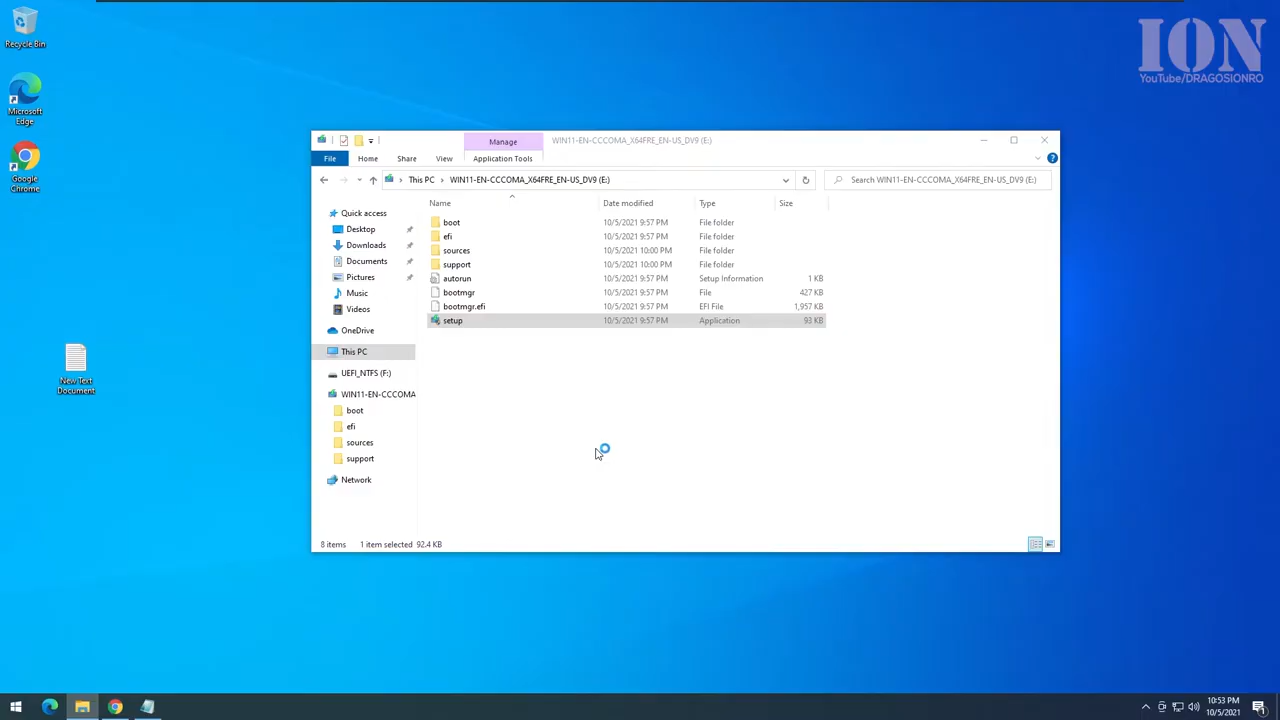 Recycle Bin
Microsoft
Edge
Google
Chrome
New Text
Document
ION
YouTube/DRAGOSIONRO
Manage
WIN11-EN-CCCOMA_X64FRE_EN-US_DV9 (E:)
File
Home
Share
View
Application Tools
This PC > WIN11-EN-CCCOMA_X64FRE_EN-US_DV9 (E:)
Search WIN11-EN-CCCOMA_X64FRE_EN-US_DV9 (E:)
Quick access
Desktop
Downloads
Documents
Pictures
Music
Videos
OneDrive
This PC
UEFI_NTFS (F:)
WIN11-EN-CCCOMA
boot
efi
sources
support
Network
Name Date modified Type Size
boot 10/5/2021 9:57 PM File folder
efi 10/5/2021 9:57 PM File folder
sources 10/5/2021 10:00 PM File folder
support 10/5/2021 10:00 PM File folder
autorun 10/5/2021 9:57 PM Setup Information 1 KB
bootmgr 10/5/2021 9:57 PM File 427 KB
bootmgr.efi 10/5/2021 9:57 PM EFI File 1,957 KB
setup 10/5/2021 9:57 PM Application 93 KB
8 items 1 item selected 92.4 KB
10:53 PM
10/5/2021